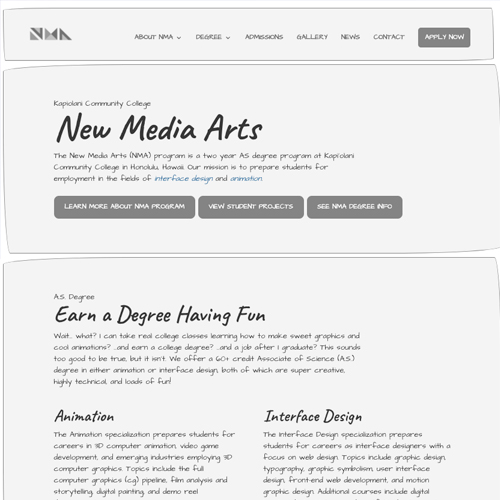 NMA
ABOUT NMA
DEGREE
ADMISSIONS
GALLERY
NEWS
CONTACT
APPLY NOW
Kapiolani Community College
New Media Arts
The New Media Arts (NMA) program is a two year AS degree program at Kapi'olani
Community College in Honolulu, Hawaii. Our mission is to prepare students for
employment in the fields of interface design and animation.
LEARN MORE ABOUT NMA PROGRAM
VIEW STUDENT PROJECTS
SEE NMA DEGREE INFO
A.S. Degree
Earn a Degree Having Fun
Wait... what? I can take real college classes learning how to make sweet graphics and
cool animations? ...and earn a college degree? ...and a job after I graduate? This sounds
too good to be true, but it isn't. We offer a 60+ credit Associate of Science (A.S.)
degree in either animation or interface design, both of which are super creative,
highly technical, and loads of fun!
Animation
The Animation specialization prepares students for
careers in 3D computer animation, video game
development, and emerging industries employing 3D
computer graphics. Topics include the full
computer graphics (cg) pipeline, film analysis and
storytelling, digital painting, and demo reel
Interface Design
The Interface Design specialization prepares
students for careers as interface designers with a
focus on web design. Topics include graphic design,
typography, graphic symbolism, user interface
design, front-end web development, and motion
graphic design. Additional courses include digital